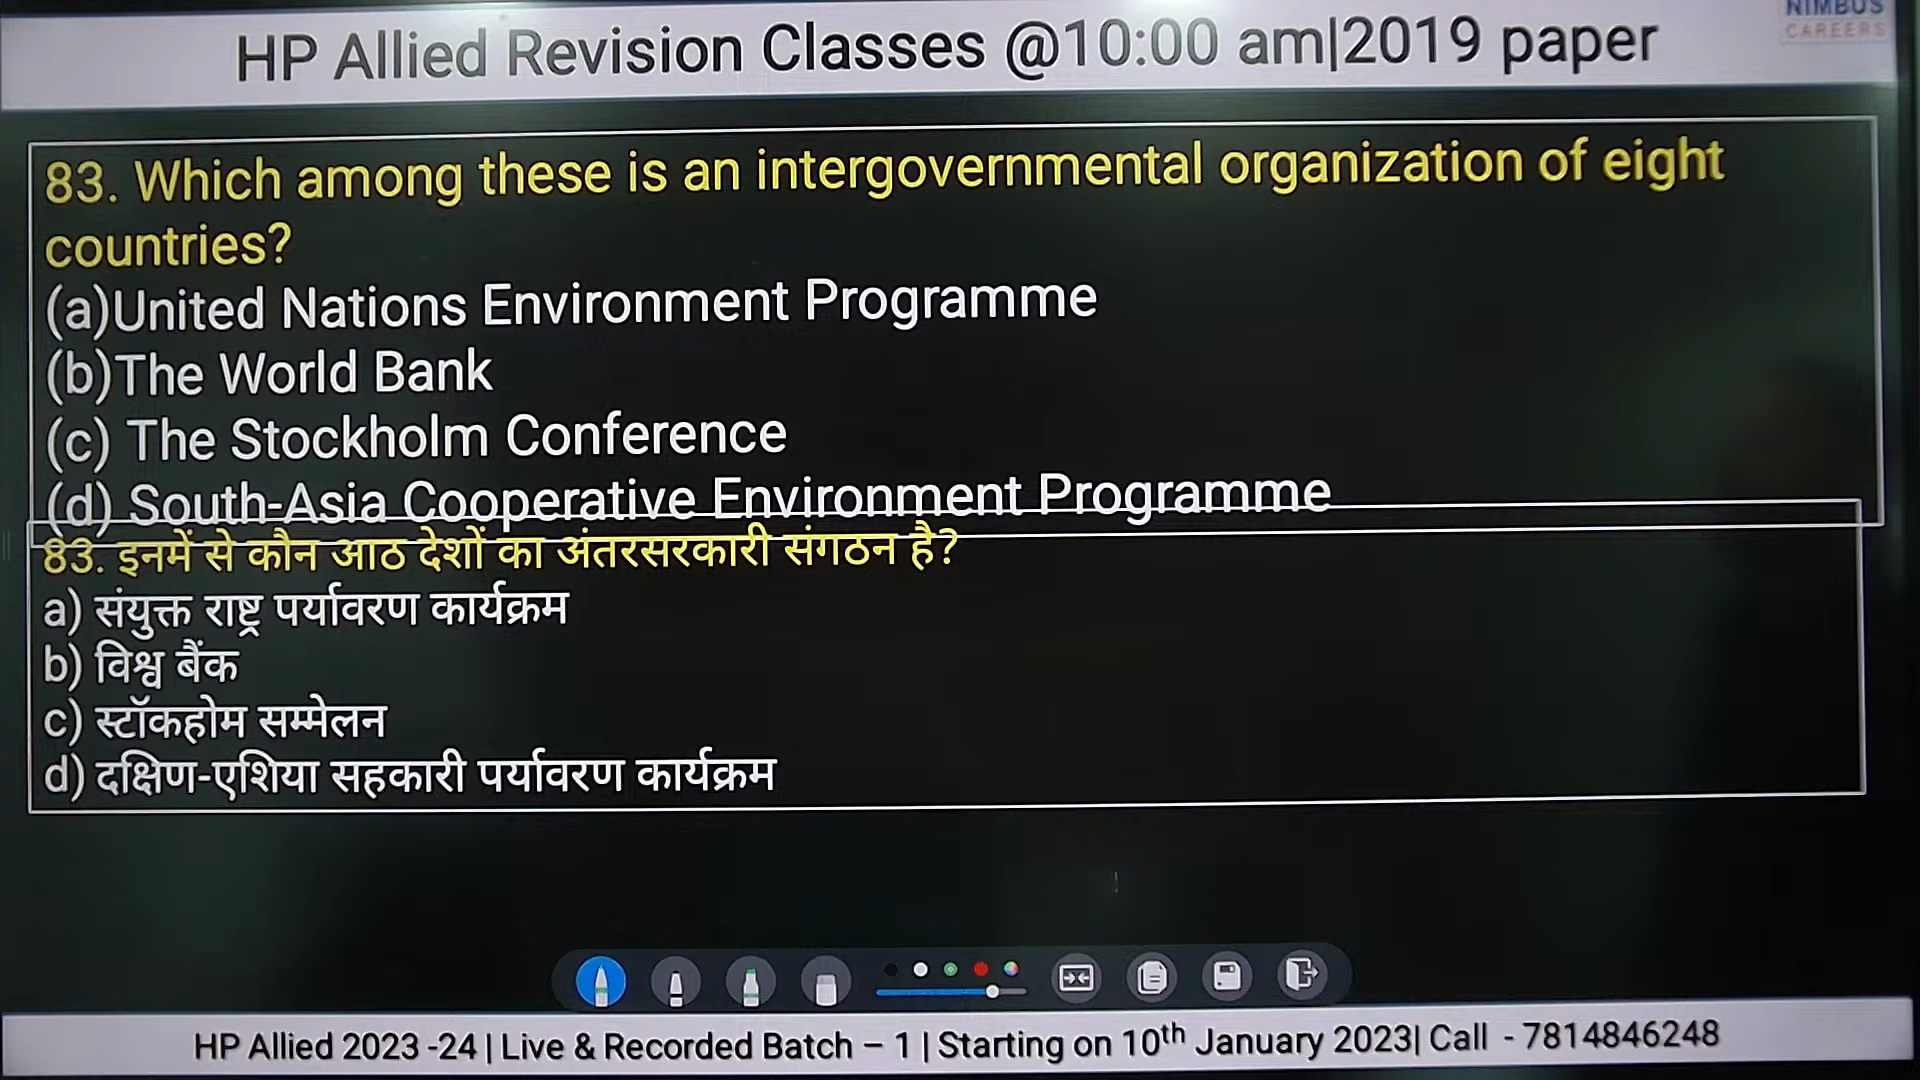 NIMBUS
CAREERS
HP Allied Revision Classes @10:00 am|2019 paper
83. Which among these is an intergovernmental organization of eight
countries?
(a)United Nations Environment Programme
(b)The World Bank
(c) The Stockholm Conference
(d) South-Asia Cooperative Environment Programme
83. इनमें से कौन आठ देशों का अंतरसरकारी संगठन है?
a) संयुक्त राष्ट्र पर्यावरण कार्यक्रम
b) विश्व बैंक
c) स्टॉकहोम सम्मेलन
d) दक्षिण-एशिया सहकारी पर्यावरण कार्यक्रम
HP Allied 2023 -24 | Live & Recorded Batch – 1 | Starting on 10th January 2023| Call - 7814846248